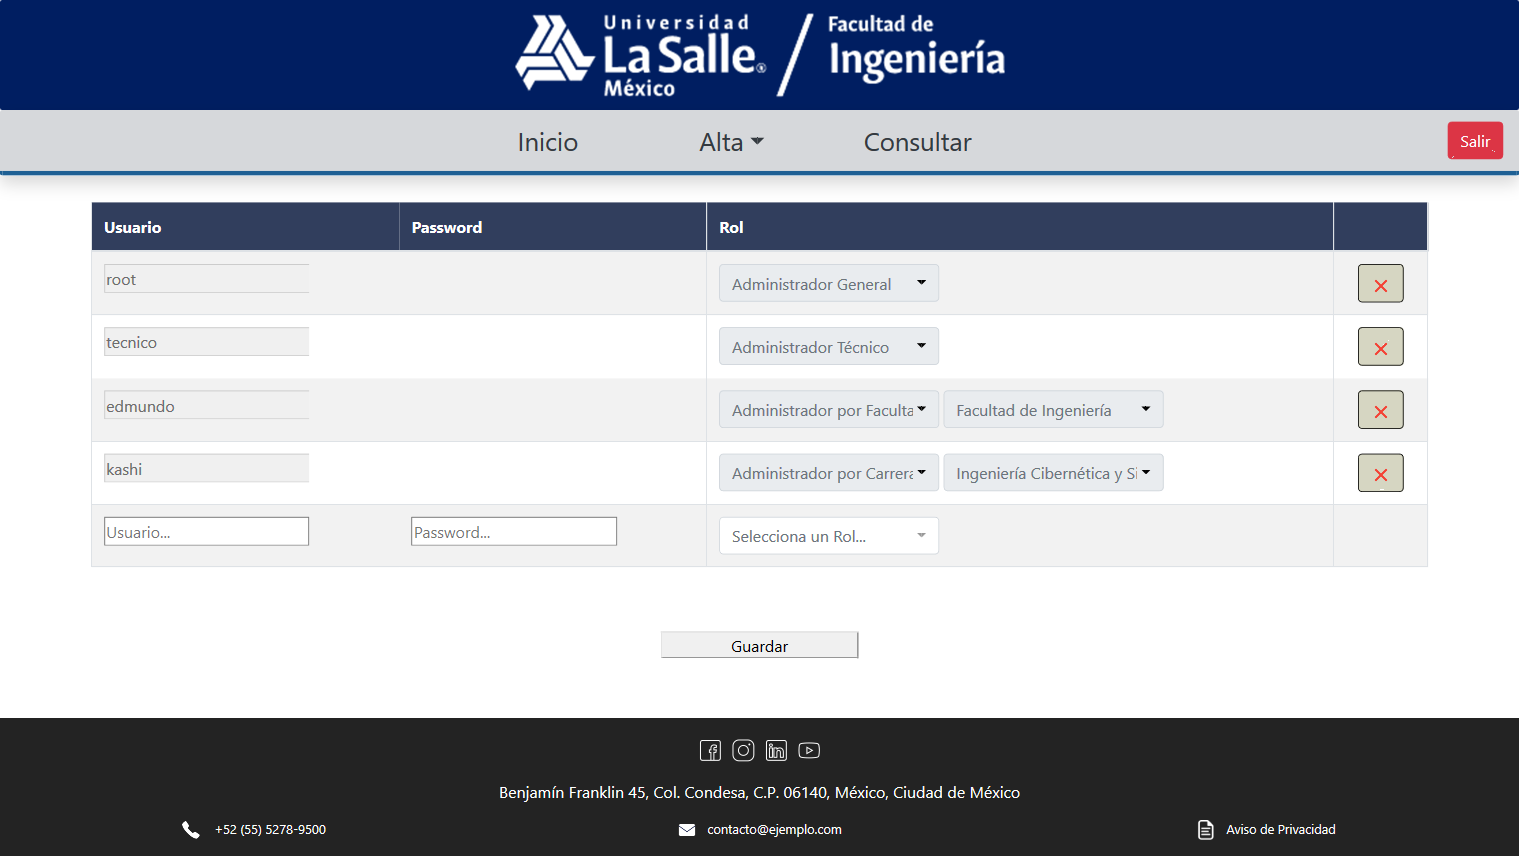 Universidad
La Salle®
México
Facultad de
Ingeniería
Inicio Alta Consultar Salir
Usuario Password Rol
root Administrador General
tecnico Administrador Técnico
edmundo Administrador por Faculta Facultad de Ingeniería
kashi Administrador por Carrera Ingeniería Cibernética y Si
Usuario... Password... Selecciona un Rol...
Guardar
Benjamín Franklin 45, Col. Condesa, C.P. 06140, México, Ciudad de México
+52 (55) 5278-9500 contacto@ejemplo.com Aviso de Privacidad